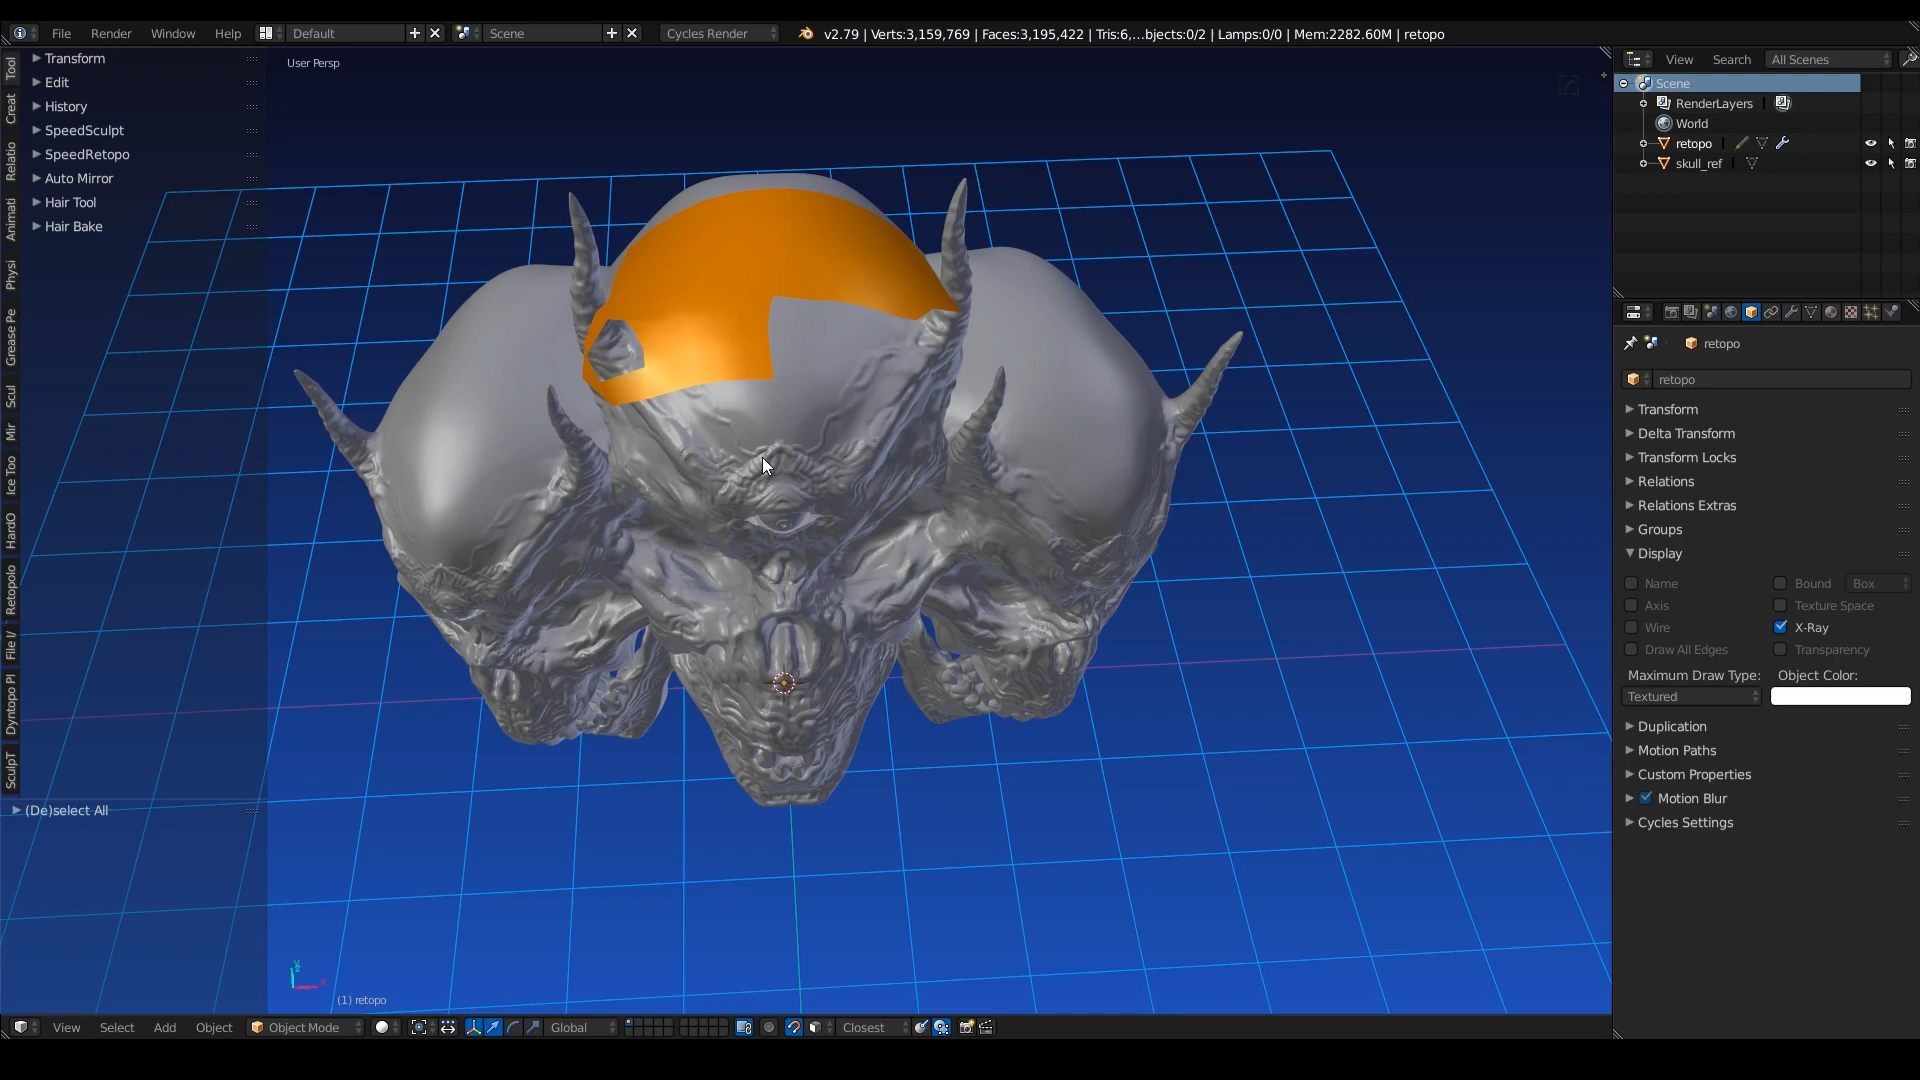 File Render Window Help Default Scene Cycles Render v2.79 | Verts:3,159,769 | Faces:3,195,422 | Tris:6,...bjects:0/2 | Lamps:0/0 | Mem:2282.60M | retopo
Transform
Edit
History
SpeedSculpt
SpeedRetopo
Auto Mirror
Hair Tool
Hair Bake
(De)select All
Tool
Creat
Relatio
Animati
Physi
Grease Pe
Scul
Mir
Ice Too
HardO
Retopolo
File I/
Dyntopo Pl
SculpT
User Persp
(1) retopo
View Search All Scenes
Scene
RenderLayers
World
retopo
skull_ref
retopo
retopo
Transform
Delta Transform
Transform Locks
Relations
Relations Extras
Groups
Display
Name Bound Box
Axis Texture Space
Wire X-Ray
Draw All Edges Transparency
Maximum Draw Type: Object Color:
Textured
Duplication
Motion Paths
Custom Properties
Motion Blur
Cycles Settings
View Select Add Object Object Mode Global Closest